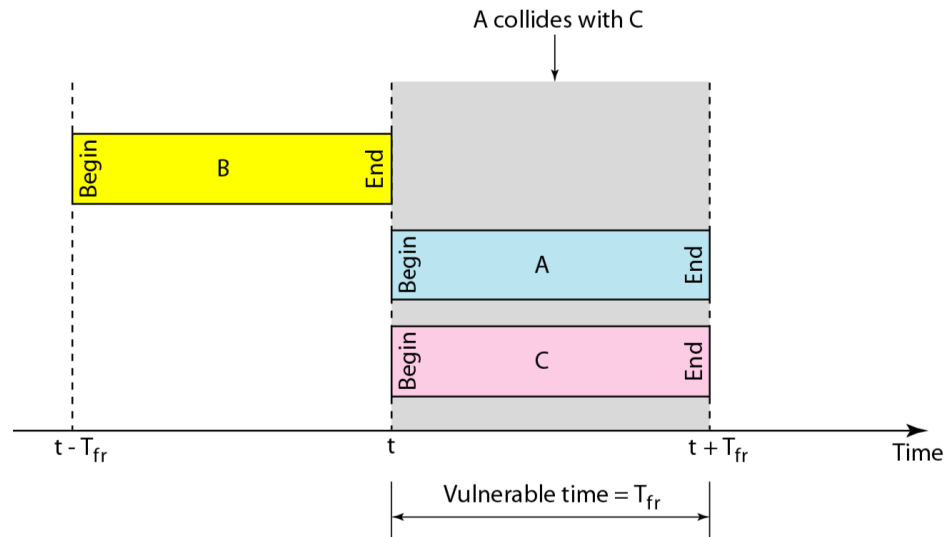 A collides with C
Begin
B
End
Begin
A
End
Begin
C
End
t - Tfr
t
t + Tfr
Time
Vulnerable time = Tfr